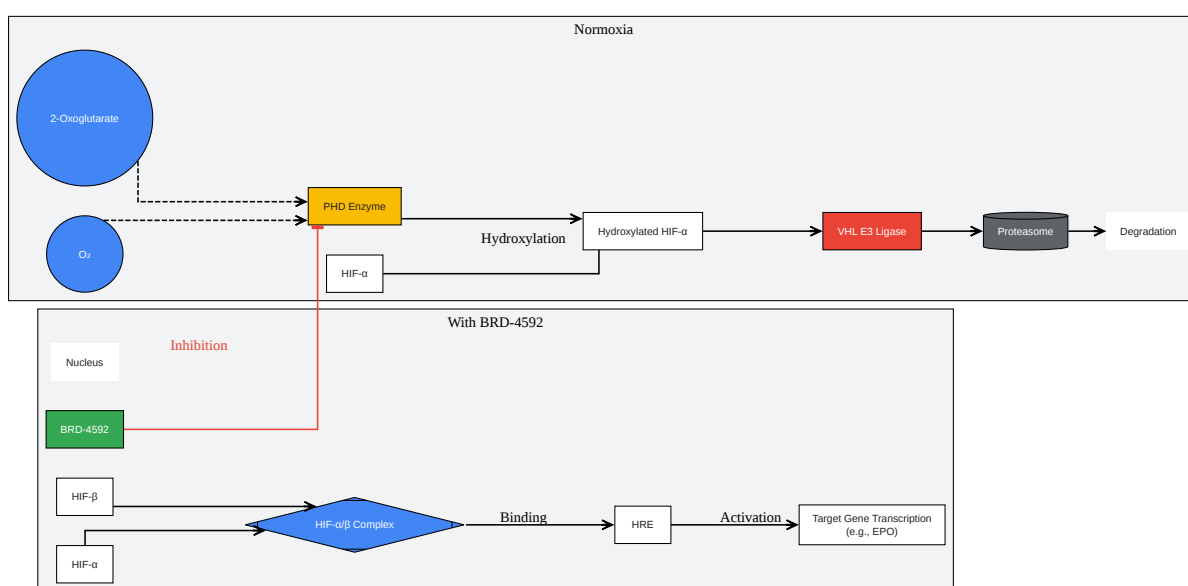 Normoxia
2-Oxoglutarate
PHD Enzyme
O₂
Hydroxylation
Hydroxylated HIF-α
VHL E3 Ligase
Proteasome
Degradation
HIF-α
With BRD-4592
Inhibition
Nucleus
BRD-4592
HIF-β
HIF-α/β Complex
Binding
HRE
Activation
Target Gene Transcription
(e.g., EPO)
HIF-α